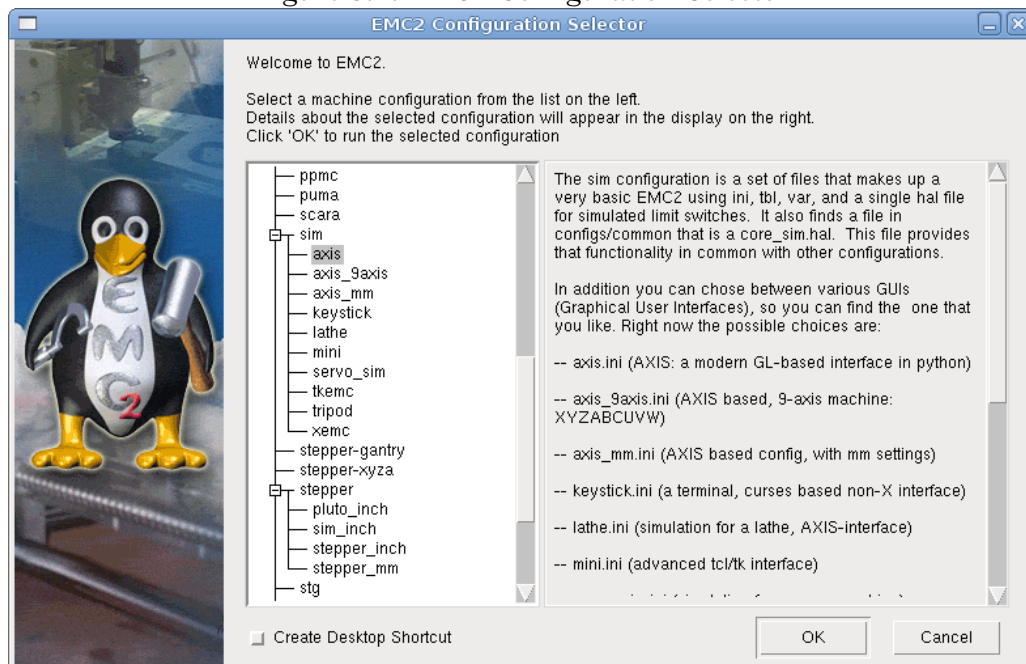 EMC2 Configuration Selector
Welcome to EMC2.
Select a machine configuration from the list on the left.
Details about the selected configuration will appear in the display on the right.
Click 'OK' to run the selected configuration
ppmc
puma
scara
sim
axis
axis_9axis
axis_mm
keystick
lathe
mini
servo_sim
tkemc
tripod
xemc
stepper-gantry
stepper-xyza
stepper
pluto_inch
sim_inch
stepper_inch
stepper_mm
stg
The sim configuration is a set of files that makes up a
very basic EMC2 using ini, tbl, var, and a single hal file
for simulated limit switches. It also finds a file in
configs/common that is a core_sim.hal. This file provides
that functionality in common with other configurations.
In addition you can chose between various GUIs
(Graphical User Interfaces), so you can find the one that
you like. Right now the possible choices are:
-- axis.ini (AXIS: a modern GL-based interface in python)
-- axis_9axis.ini (AXIS based, 9-axis machine:
XYZABCUVW)
-- axis_mm.ini (AXIS based config, with mm settings)
-- keystick.ini (a terminal, curses based non-X interface)
-- lathe.ini (simulation for a lathe, AXIS-interface)
-- mini.ini (advanced tcl/tk interface)
Create Desktop Shortcut
OK
Cancel
EMC2